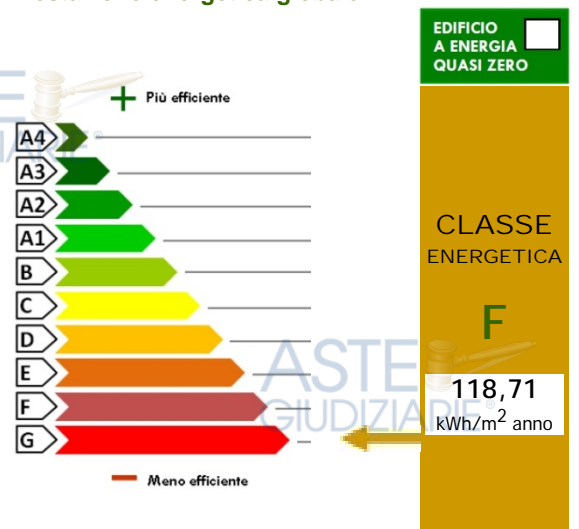 EDIFICIO
A ENERGIA
QUASI ZERO
Più efficiente
A4
A3
A2
A1
B
C
D
E
F
G
Meno efficiente
CLASSE
ENERGETICA
F
118,71
kWh/m² anno
ASTE
GIUDIZIARIE®